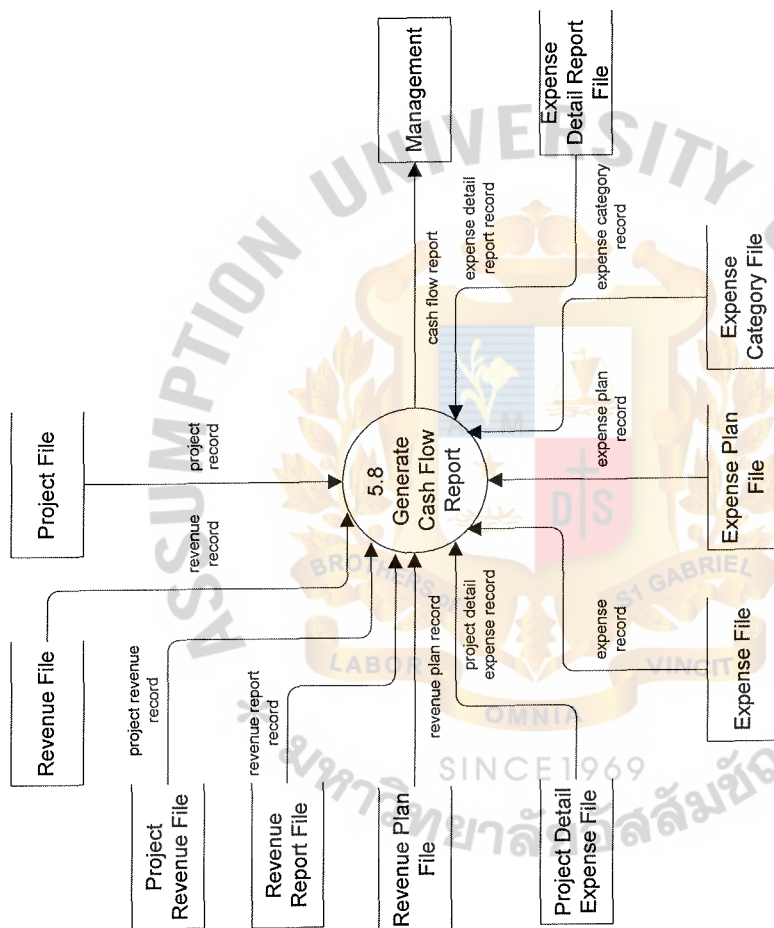 Revenue File
Project File
revenue
record
project
record
Project
Revenue File
project revenue
record
Revenue
Report File
revenue report
record
Revenue Plan
File
revenue plan record
5.8
Generate
Cash Flow
Report
cash flow report
Management
Project Detail
Expense File
project detail
expense record
expense detail
report record
Expense
Detail Report
File
Expense File
expense
record
Expense Plan
File
expense plan
record
Expense
Category File
expense category
record
ASSUMPTION UNIVERSITY
BROTHERS OF
S1 GABRIEL
M
D S
LABOR
OMNIA
VINCIT
SINCE1969